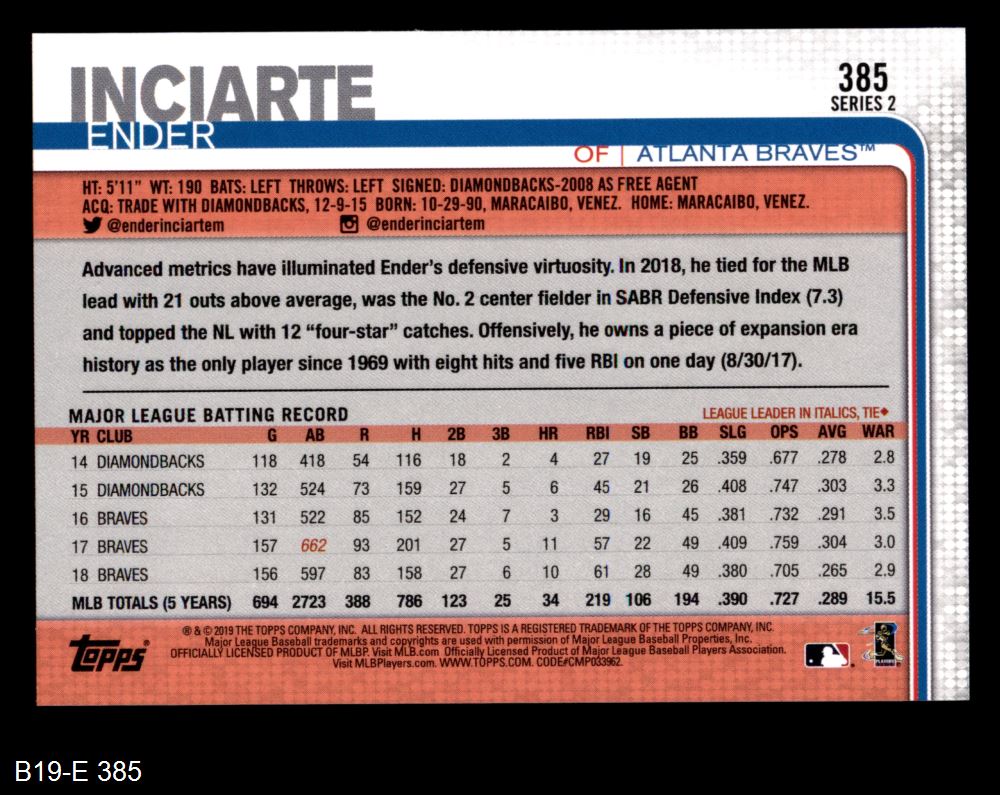 INCIARTE
ENDER
385
SERIES 2
OF | ATLANTA BRAVES™
HT: 5'11" WT: 190 BATS: LEFT THROWS: LEFT SIGNED: DIAMONDBACKS-2008 AS FREE AGENT
ACQ: TRADE WITH DIAMONDBACKS, 12-9-15 BORN: 10-29-90, MARACAIBO, VENEZ. HOME: MARACAIBO, VENEZ.
@enderinciartem @enderinciartem
Advanced metrics have illuminated Ender's defensive virtuosity. In 2018, he tied for the MLB
lead with 21 outs above average, was the No. 2 center fielder in SABR Defensive Index (7.3)
and topped the NL with 12 “four-star” catches. Offensively, he owns a piece of expansion era
history as the only player since 1969 with eight hits and five RBI on one day (8/30/17).
MAJOR LEAGUE BATTING RECORD LEAGUE LEADER IN ITALICS, TIE♦
YR CLUB G AB R H 2B 3B HR RBI SB BB SLG OPS AVG WAR
14 DIAMONDBACKS 118 418 54 116 18 2 4 27 19 25 .359 .677 .278 2.8
15 DIAMONDBACKS 132 524 73 159 27 5 6 45 21 26 .408 .747 .303 3.3
16 BRAVES 131 522 85 152 24 7 3 29 16 45 .381 .732 .291 3.5
17 BRAVES 157 662 93 201 27 5 11 57 22 49 .409 .759 .304 3.0
18 BRAVES 156 597 83 158 27 6 10 61 28 49 .380 .705 .265 2.9
MLB TOTALS (5 YEARS) 694 2723 388 786 123 25 34 219 106 194 .390 .727 .289 15.5
Topps®
® & © 2019 THE TOPPS COMPANY, INC. ALL RIGHTS RESERVED. TOPPS IS A REGISTERED TRADEMARK OF THE TOPPS COMPANY, INC.
Major League Baseball trademarks and copyrights are used with permission of Major League Baseball Properties, Inc.
OFFICIALLY LICENSED PRODUCT OF MLBP. Visit MLB.com Officially Licensed Product of Major League Baseball Players Association.
Visit MLBPlayers.com. WWW.TOPPS.COM. CODE#CMP033962.
B19-E 385